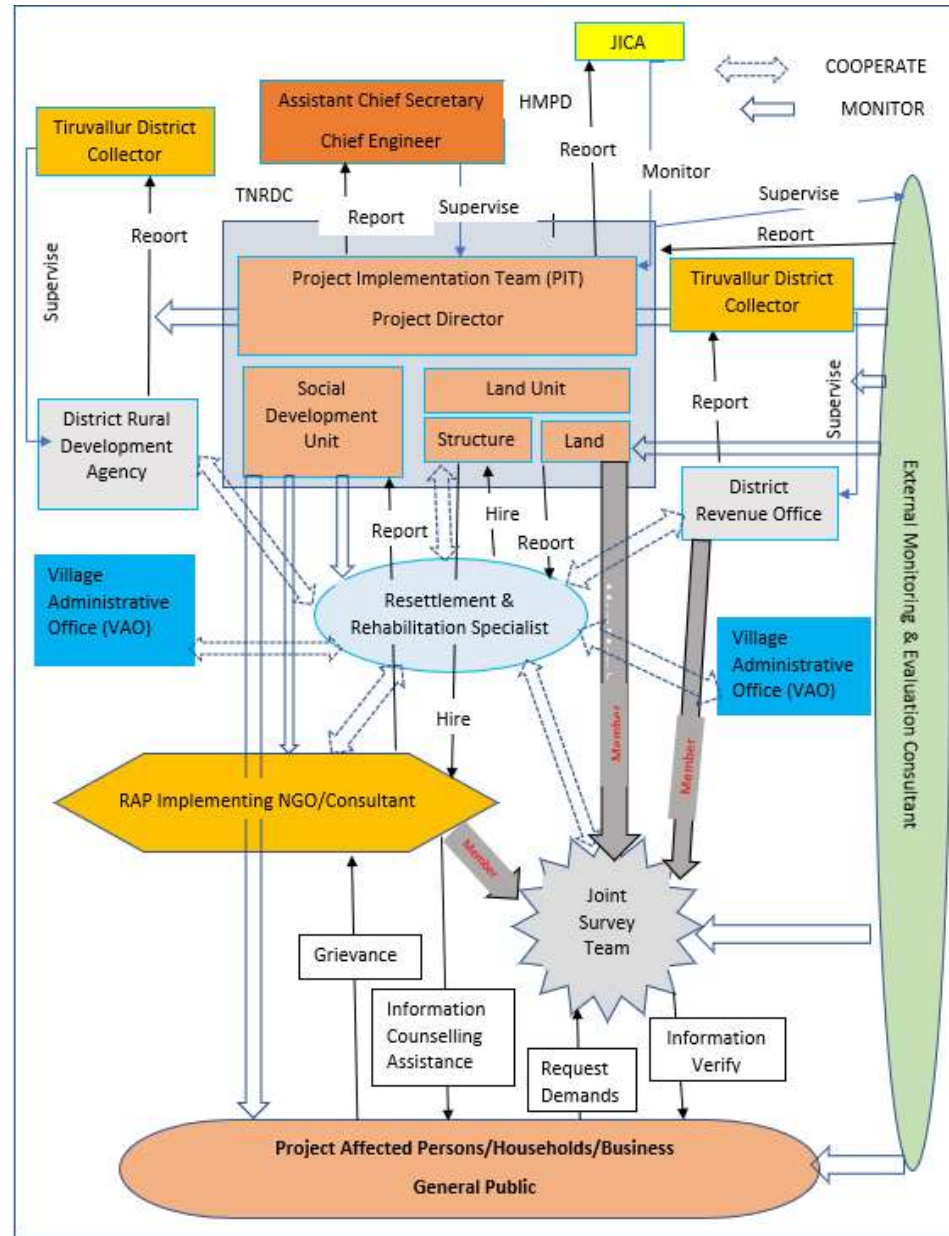 JICA
COOPERATE
MONITOR
HMPD
Assistant Chief Secretary
Chief Engineer
Tiruvallur District
Collector
Report
Monitor
TNRDC
Report
Supervise
Supervise
Report
Report
Supervise
Project Implementation Team (PIT)
Project Director
Tiruvallur District
Collector
Social
Development
Unit
Land Unit
Structure
Land
Report
Supervise
District Rural
Development
Agency
District
Revenue Office
Report
Hire
Report
External Monitoring & Evaluation Consultant
Village
Administrative
Office (VAO)
Resettlement &
Rehabilitation Specialist
Village
Administrative
Office (VAO)
Hire
Member
Member
RAP Implementing NGO/Consultant
Member
Joint
Survey
Team
Grievance
Information
Counselling
Assistance
Request
Demands
Information
Verify
Project Affected Persons/Households/Business
General Public